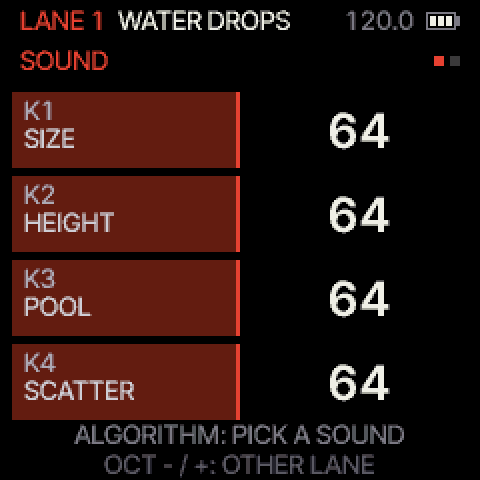 LANE 1 WATER DROPS 120.0
SOUND
K1
SIZE
64
K2
HEIGHT
64
K3
POOL
64
K4
SCATTER
64
ALGORITHM: PICK A SOUND
OCT - / +: OTHER LANE